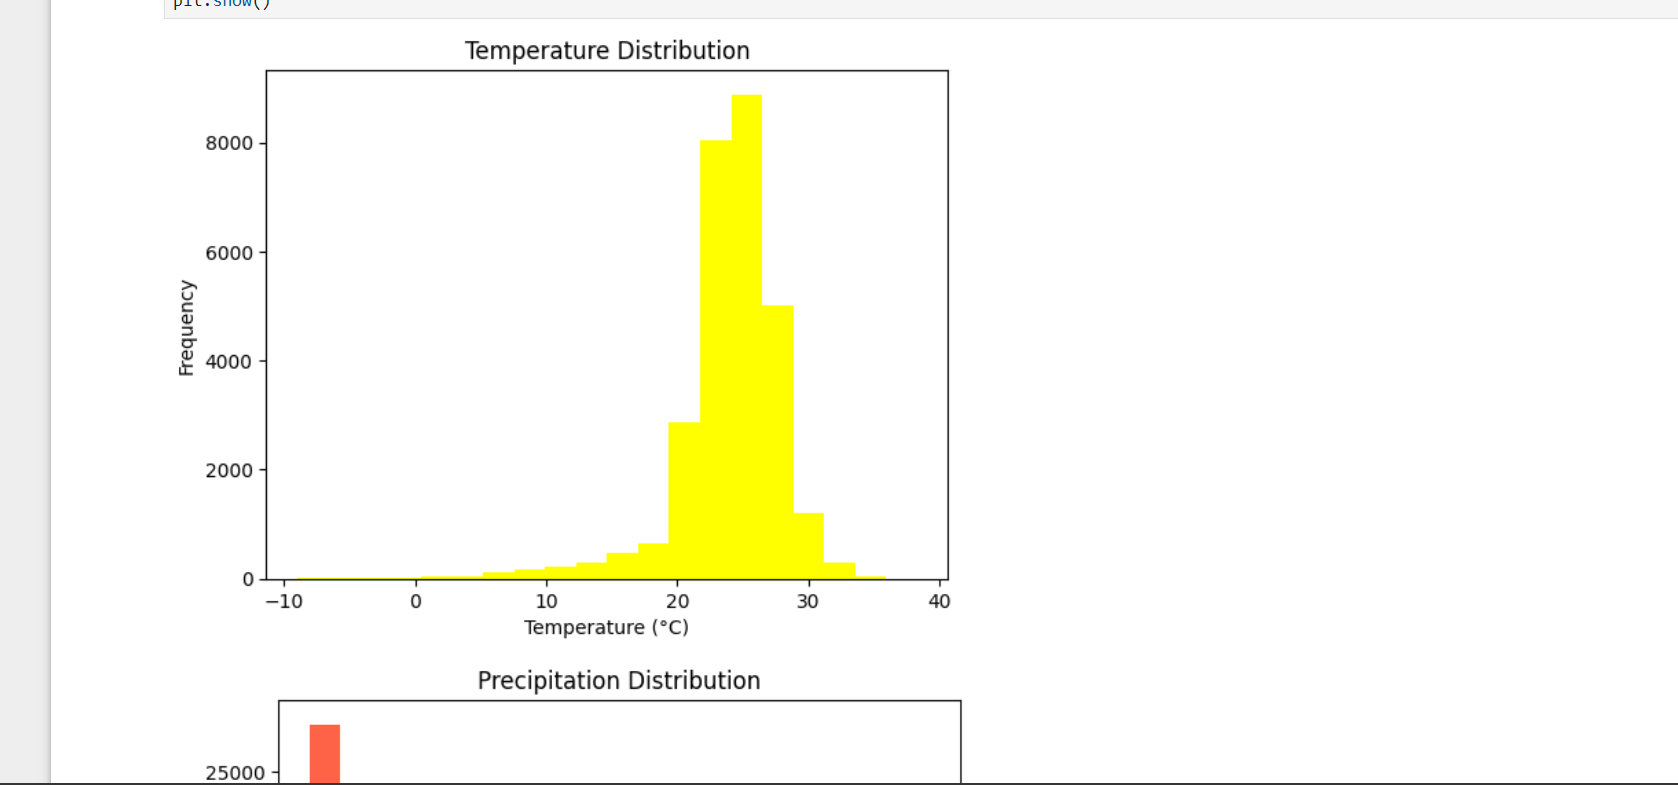 plt.show()
Temperature Distribution
8000
6000
4000
2000
0
Frequency
−10 0 10 20 30 40
Temperature (°C)
Precipitation Distribution
25000